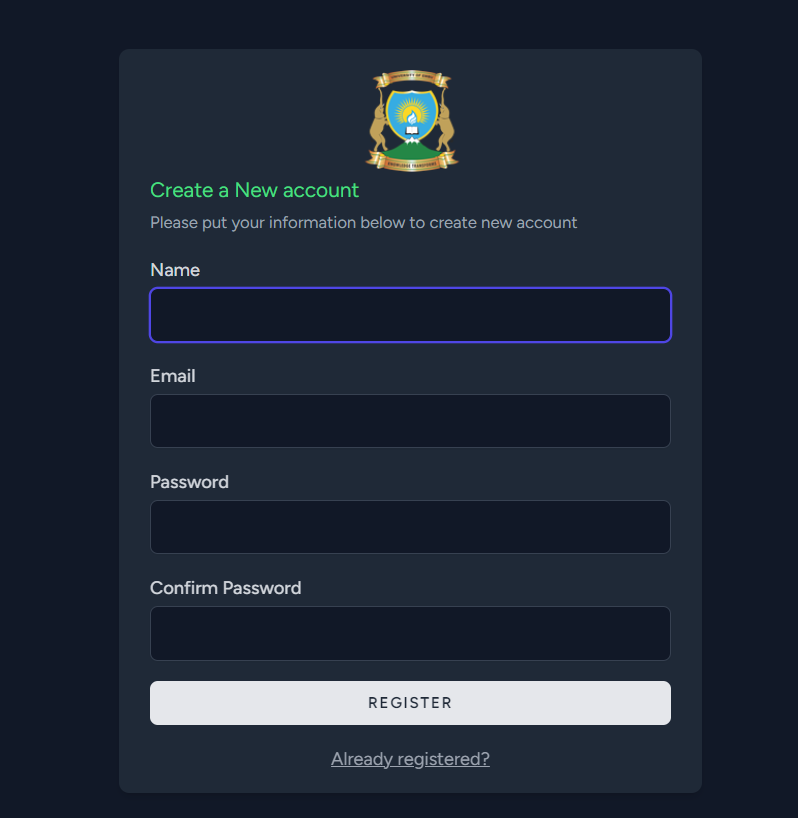 Create a New account
Please put your information below to create new account
Name
Email
Password
Confirm Password
REGISTER
Already registered?